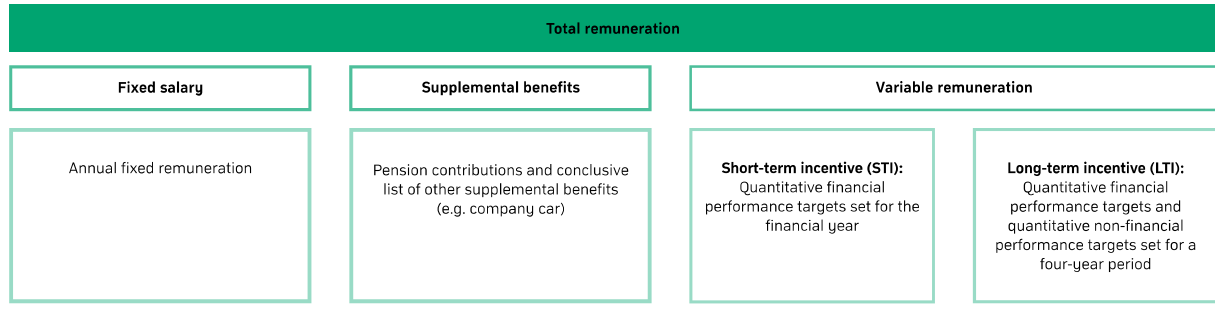 Total remuneration
Fixed salary
Supplemental benefits
Variable remuneration
Annual fixed remuneration
Pension contributions and conclusive
list of other supplemental benefits
(e.g. company car)
Short-term incentive (STI):
Quantitative financial
performance targets set for the
financial year
Long-term incentive (LTI):
Quantitative financial
performance targets and
quantitative non-financial
performance targets set for a
four-year period